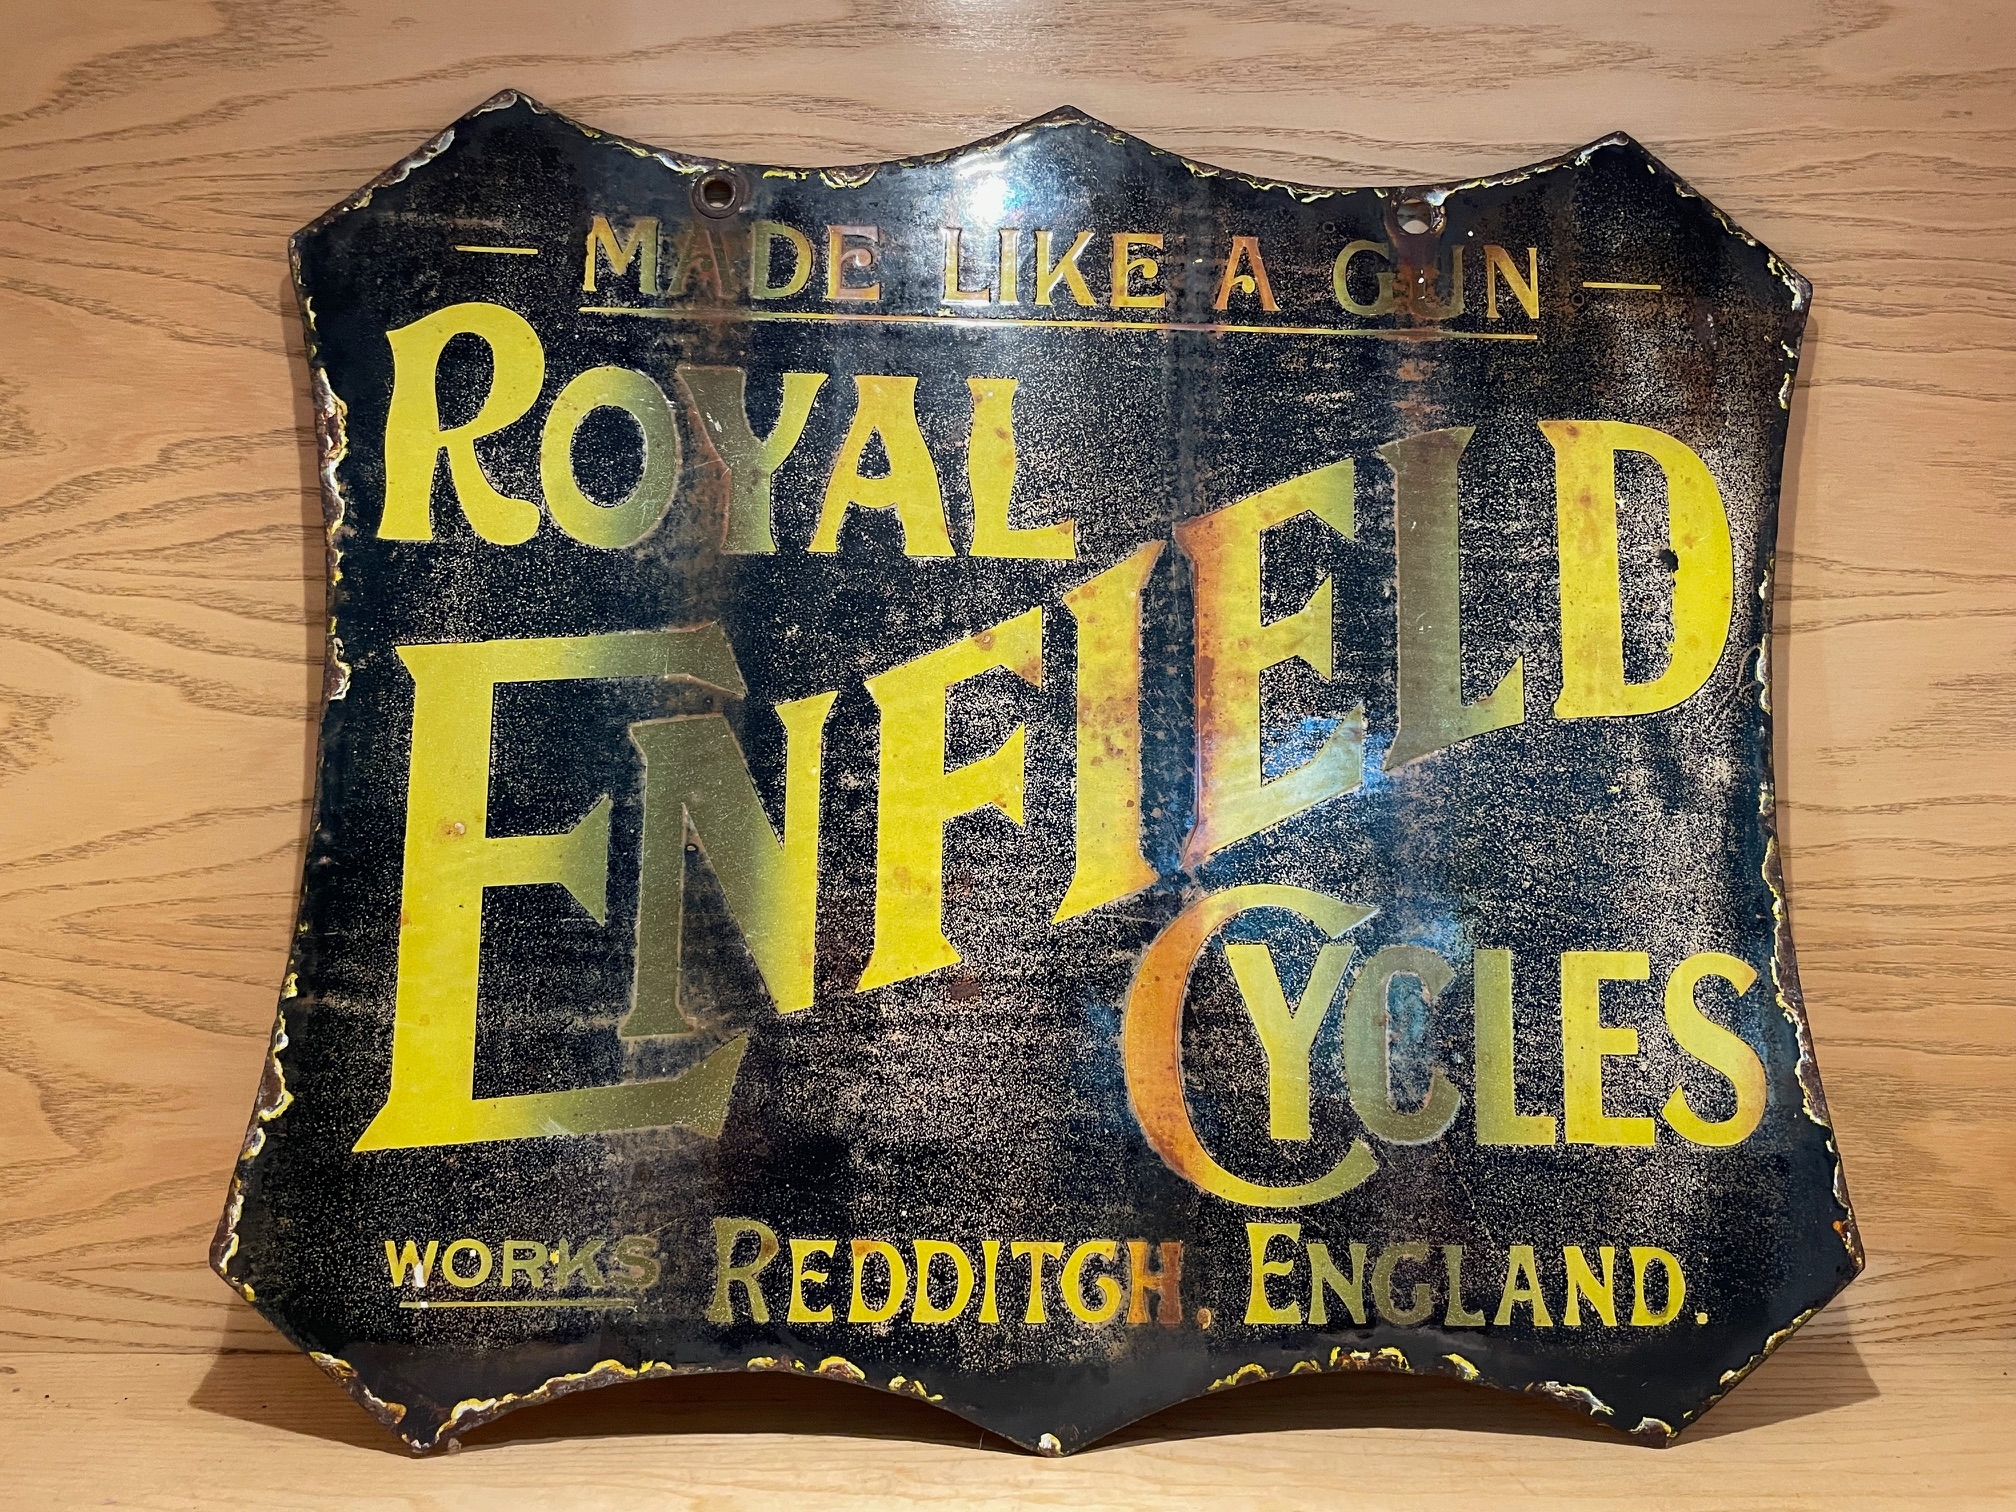 — MADE LIKE A GUN —
ROYAL
ENFIELD
CYCLES
WORKS REDDITCH. ENGLAND.